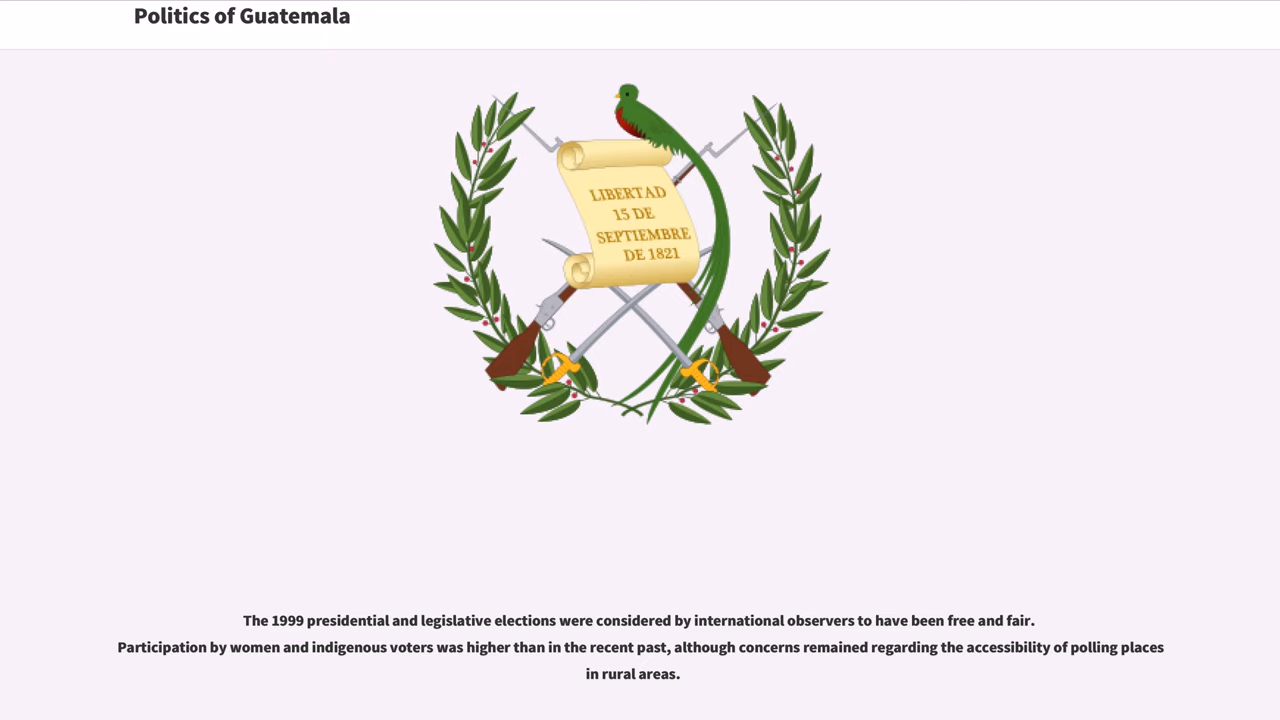 Politics of Guatemala
LIBERTAD
15 DE
SEPTIEMBRE
DE 1821
The 1999 presidential and legislative elections were considered by international observers to have been free and fair.
Participation by women and indigenous voters was higher than in the recent past, although concerns remained regarding the accessibility of polling places
in rural areas.